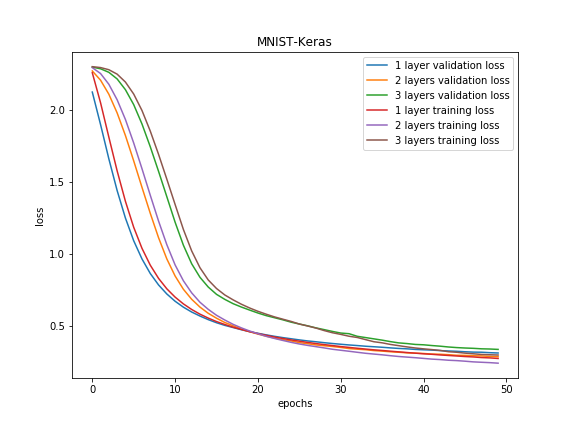 MNIST-Keras
1 layer validation loss
2 layers validation loss
3 layers validation loss
1 layer training loss
2 layers training loss
3 layers training loss
loss
2.0
1.5
1.0
0.5
0 10 20 30 40 50
epochs